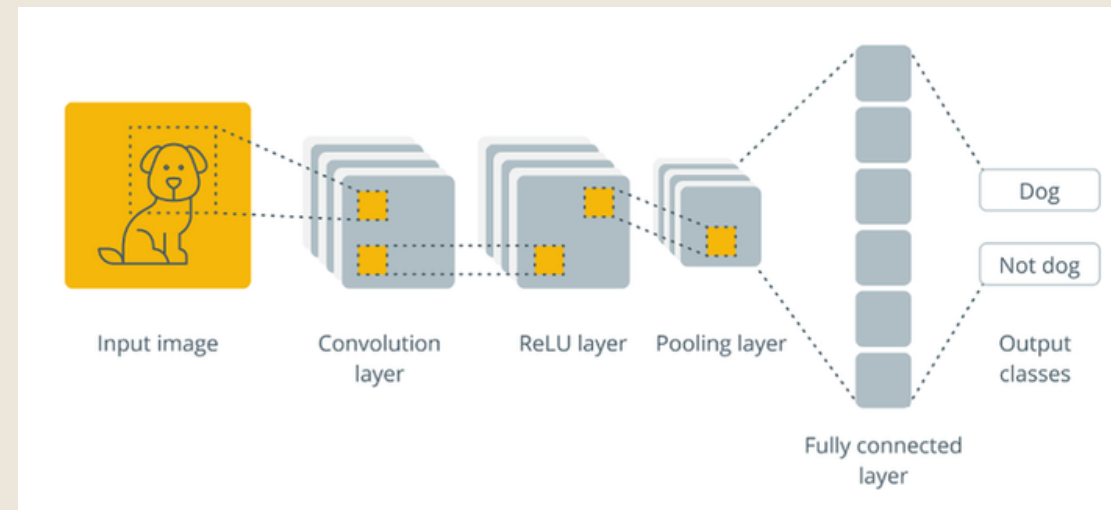 Dog
Not dog
Input image
Convolution
layer
ReLU layer
Pooling layer
Output
classes
Fully connected
layer